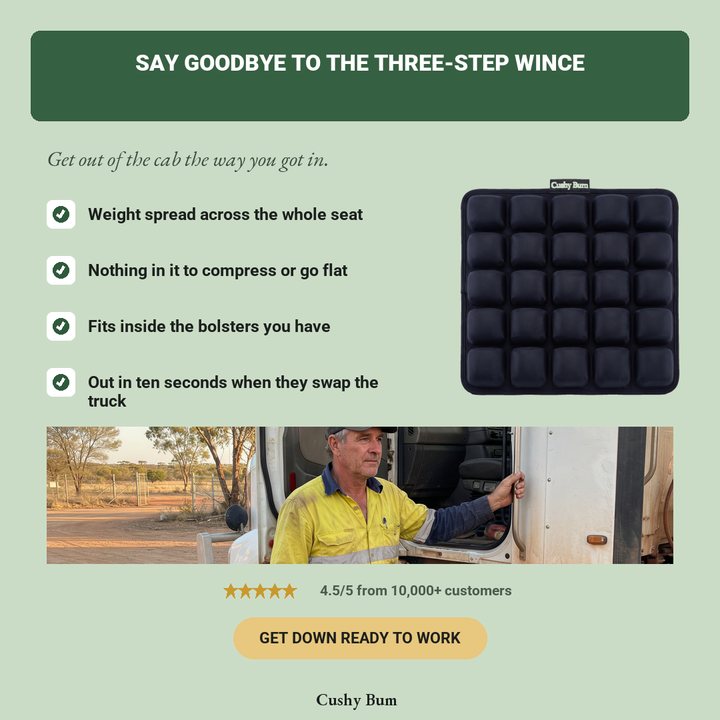 SAY GOODBYE TO THE THREE-STEP WINCE
Get out of the cab the way you got in.
Cushy Bum
Weight spread across the whole seat
Nothing in it to compress or go flat
Fits inside the bolsters you have
Out in ten seconds when they swap the
truck
4.5/5 from 10,000+ customers
GET DOWN READY TO WORK
Cushy Bum